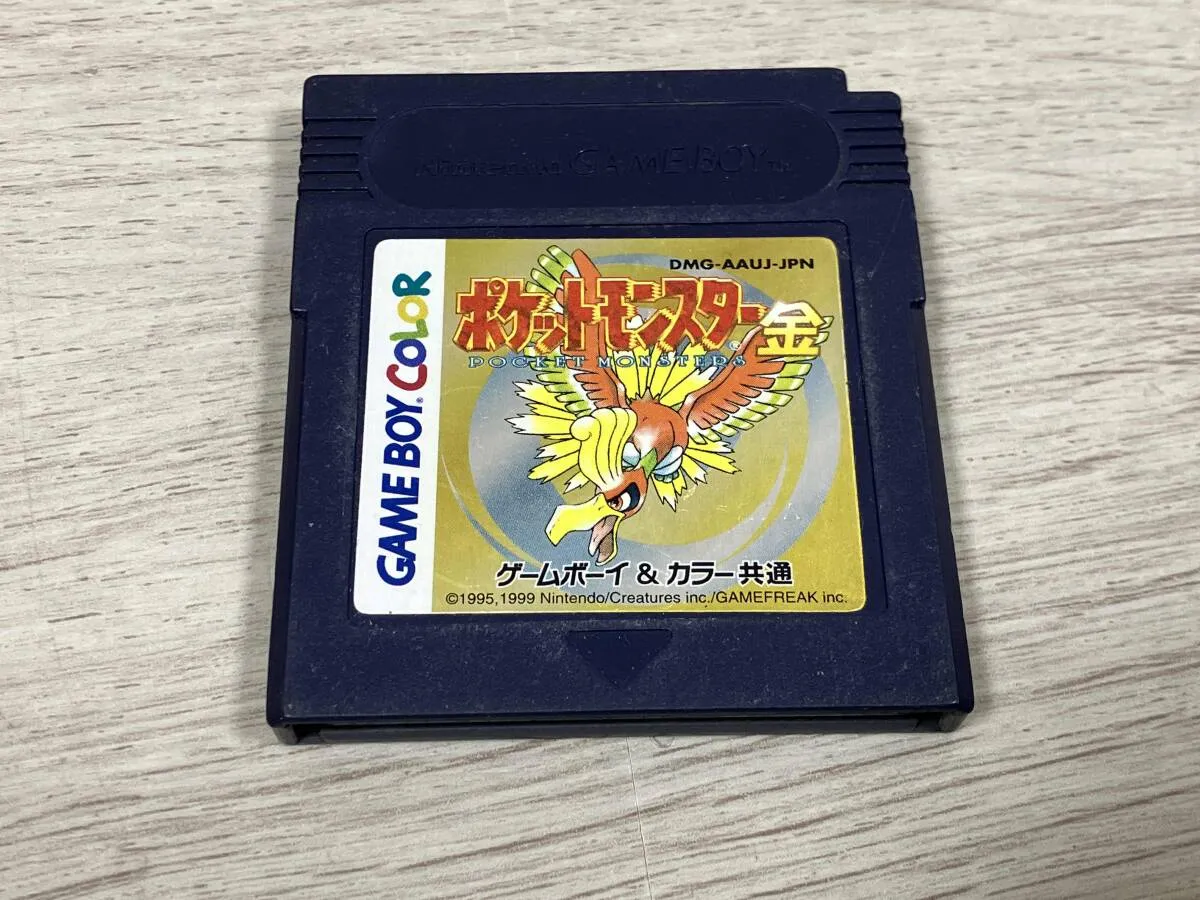 Nintendo GAME BOY TM
GAME BOY® COLOR
DMG-AAUJ-JPN
ポケットモンスター金
POCKET MONSTERS®
ゲームボーイ & カラー共通
©1995,1999 Nintendo/Creatures inc./GAMEFREAK inc.